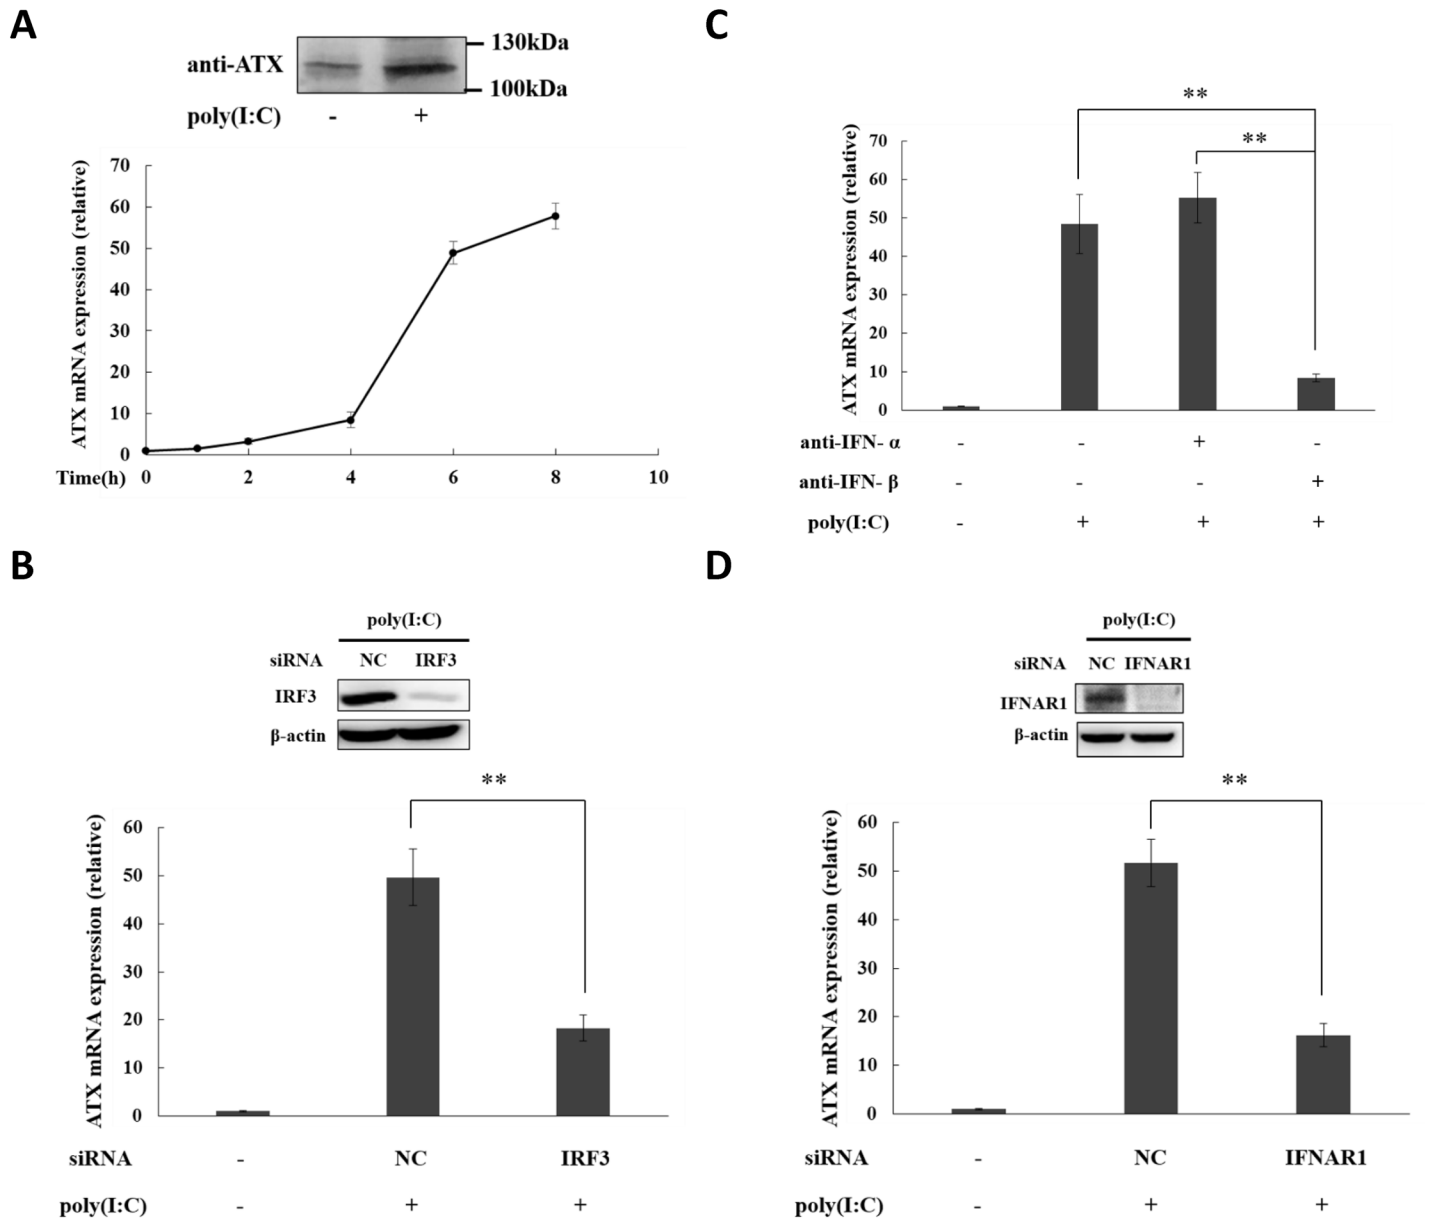 A
130kDa
anti-ATX
100kDa
poly(I:C) - +
ATX mRNA expression (relative)
70
60
50
40
30
20
10
0
Time(h) 0 2 4 6 8 10
B
poly(I:C)
siRNA NC IRF3
IRF3
β-actin
**
ATX mRNA expression (relative)
60
50
40
30
20
10
0
siRNA - NC IRF3
poly(I:C) - + +
C
**
**
ATX mRNA expression (relative)
70
60
50
40
30
20
10
0
anti-IFN- α - - + -
anti-IFN- β - - - +
poly(I:C) - + + +
D
poly(I:C)
siRNA NC IFNAR1
IFNAR1
β-actin
**
ATX mRNA expression (relative)
60
50
40
30
20
10
0
siRNA - NC IFNAR1
poly(I:C) - + +